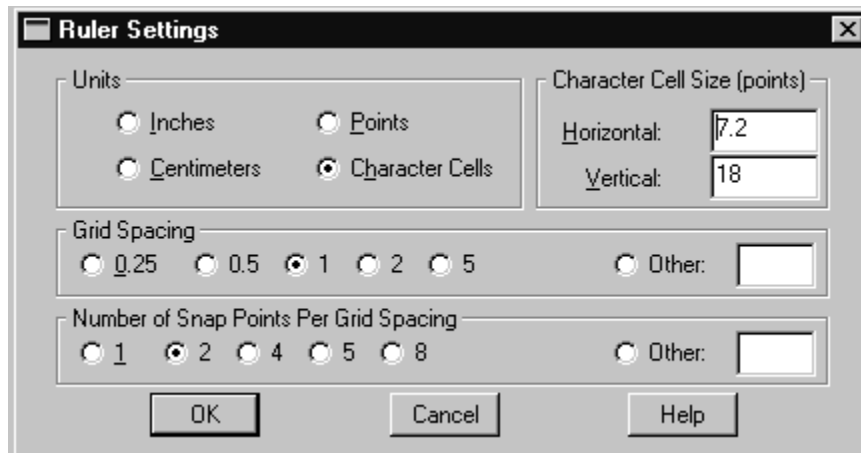 Ruler Settings
Units
Character Cell Size (points)
Inches
Points
Horizontal:
7.2
Centimeters
Character Cells
Vertical:
18
Grid Spacing
0.25
0.5
1
2
5
Other:
Number of Snap Points Per Grid Spacing
1
2
4
5
8
Other:
OK
Cancel
Help